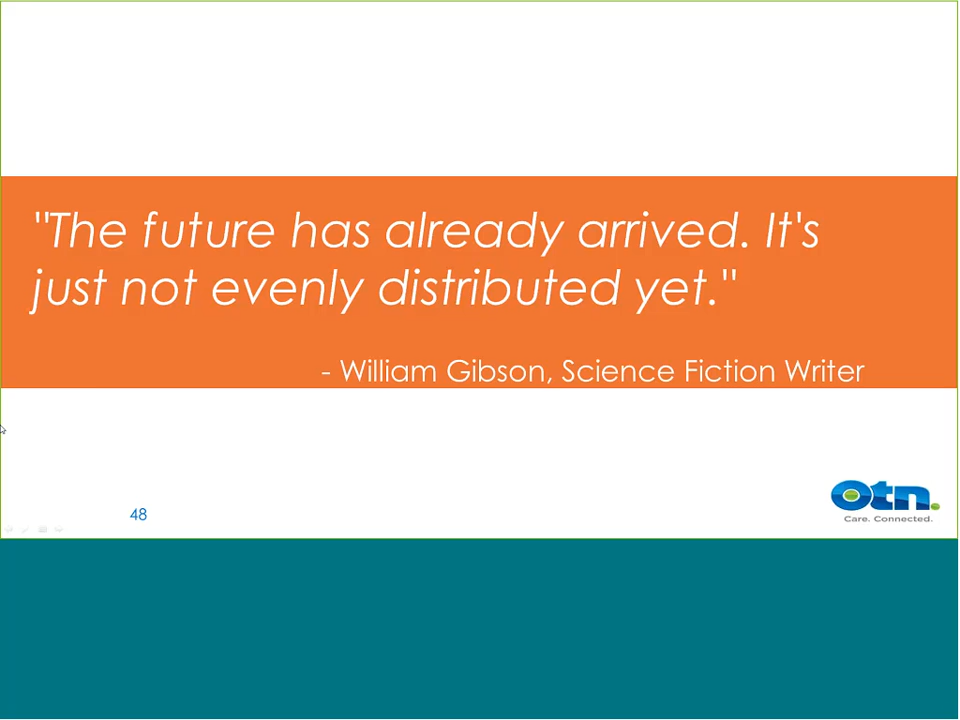 "The future has already arrived. It's
just not evenly distributed yet."
- William Gibson, Science Fiction Writer
48
otn.
Care. Connected.